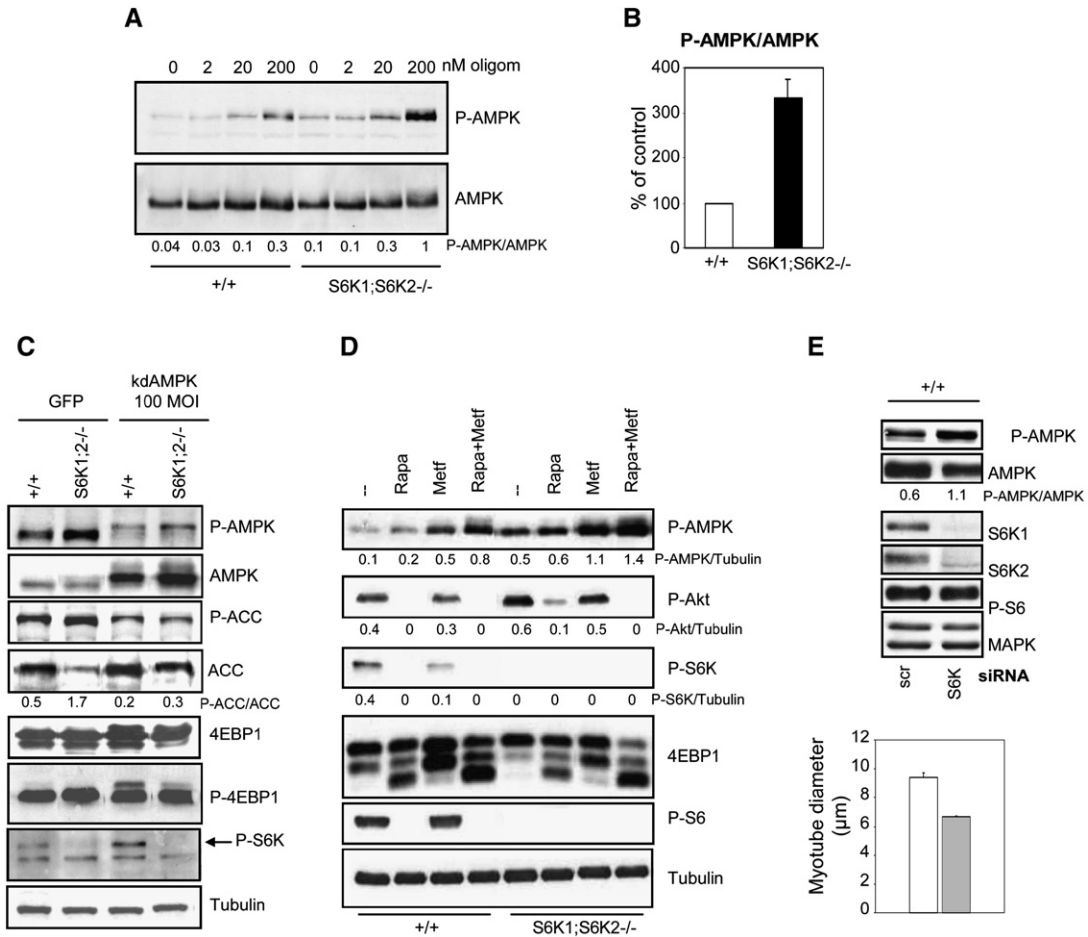 A
0 2 20 200 0 2 20 200 nM oligom
P-AMPK
AMPK
0.04 0.03 0.1 0.3 0.1 0.1 0.3 1 P-AMPK/AMPK
+/+ S6K1;S6K2-/-
B
P-AMPK/AMPK
% of control
400
300
200
100
0
+/+ S6K1;S6K2-/-
C
GFP kdAMPK 100 MOI
+/+ S6K1;2-/- +/+ S6K1;2-/-
P-AMPK
AMPK
P-ACC
ACC
0.5 1.7 0.2 0.3 P-ACC/ACC
4EBP1
P-4EBP1
P-S6K
Tubulin
D
-- Rapa Metf Rapa+Metf -- Rapa Metf Rapa+Metf
P-AMPK
0.1 0.2 0.5 0.8 0.5 0.6 1.1 1.4 P-AMPK/Tubulin
P-Akt
0.4 0 0.3 0 0.6 0.1 0.5 0 P-Akt/Tubulin
P-S6K
0.4 0 0.1 0 0 0 0 0 P-S6K/Tubulin
4EBP1
P-S6
Tubulin
+/+ S6K1;S6K2-/-
E
+/+
P-AMPK
AMPK
0.6 1.1 P-AMPK/AMPK
S6K1
S6K2
P-S6
MAPK
scr S6K siRNA
Myotube diameter
(µm)
12
10
8
6
4
2
0